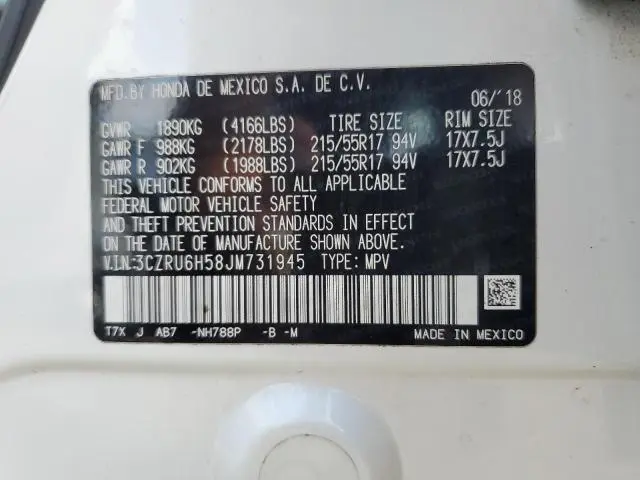 MFD.BY HONDA DE MEXICO S.A. DE C.V.
06/'18
GVWR 1890KG (4166LBS) TIRE SIZE RIM SIZE
GAWR F 988KG (2178LBS) 215/55R17 94V 17X7.5J
GAWR R 902KG (1988LBS) 215/55R17 94V 17X7.5J
THIS VEHICLE CONFORMS TO ALL APPLICABLE
FEDERAL MOTOR VEHICLE SAFETY
AND THEFT PREVENTION STANDARDS IN EFFECT
ON THE DATE OF MANUFACTURE SHOWN ABOVE.
V.I.N:3CZRU6H58JM731945 TYPE: MPV
T7X J AB7 -NH788P -B -M
MADE IN MEXICO